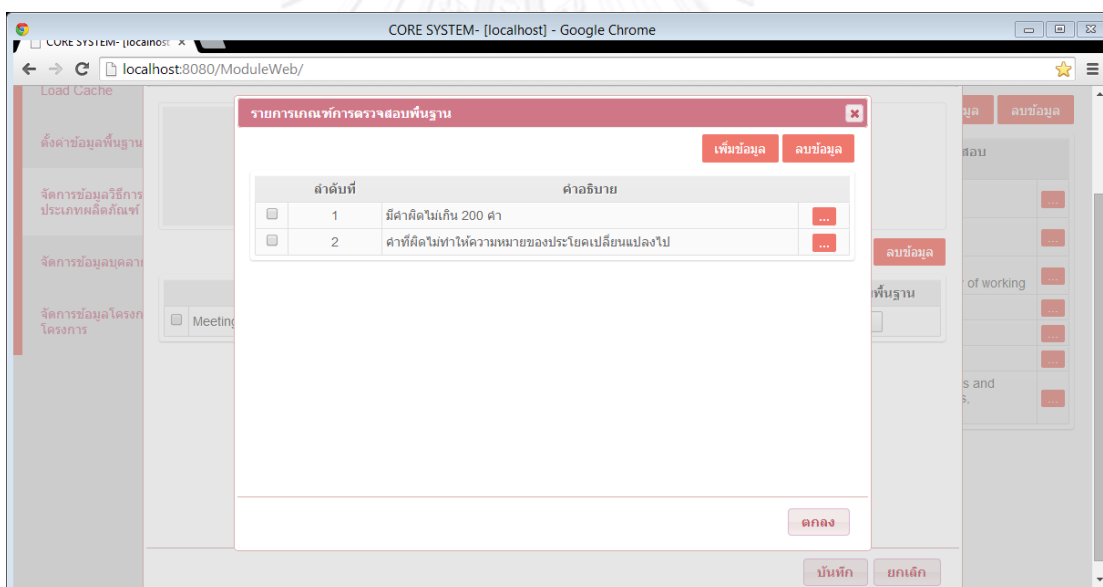 CORE SYSTEM- [localhost] - Google Chrome
CORE SYSTEM- [localhost
localhost:8080/ModuleWeb/
Load Cache
ตั้งค่าข้อมูลพื้นฐาน
จัดการข้อมูลวิธีการ
ประเภทผลิตภัณฑ์
จัดการข้อมูลบุคลา
จัดการข้อมูลโครงก
โครงการ
รายการเกณฑ์การตรวจสอบพื้นฐาน
เพิ่มข้อมูล ลบข้อมูล
ลำดับที่ คำอธิบาย
1 มีคำผิดไม่เกิน 200 คำ ...
2 คำที่ผิดไม่ทำให้ความหมายของประโยคเปลี่ยนแปลงไป ...
ตกลง
มูล ลบข้อมูล
สอบ
...
...
of working ...
...
...
...
s and
s, ...
ลบข้อมูล
พื้นฐาน
Meeting
บันทึก ยกเลิก